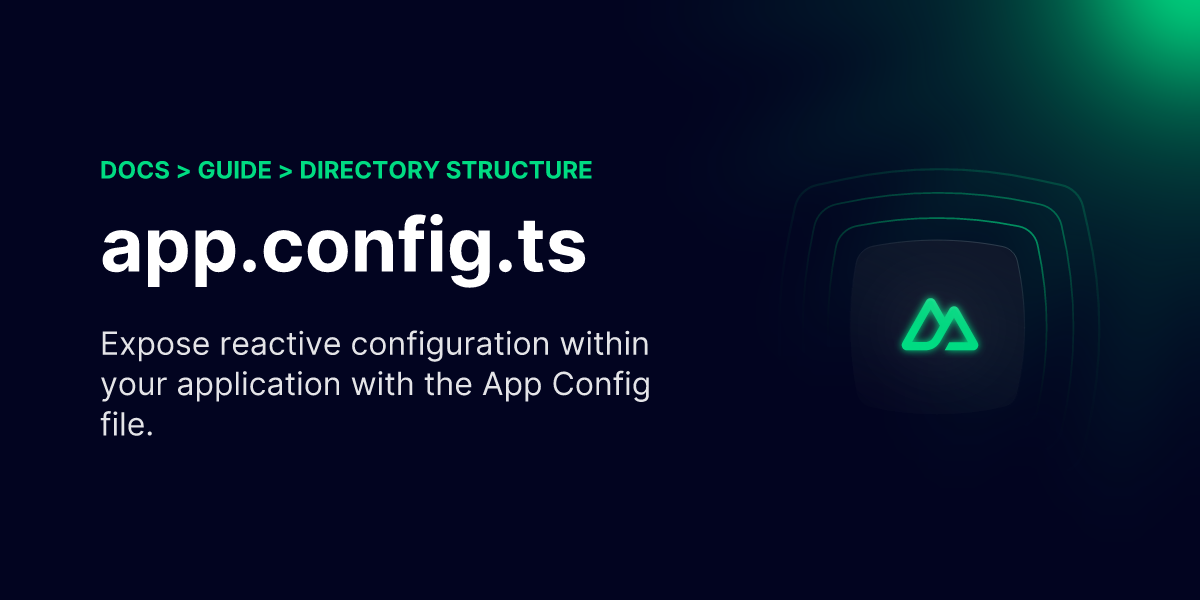 DOCS > GUIDE > DIRECTORY STRUCTURE
app.config.ts
Expose reactive configuration within
your application with the App Config
file.